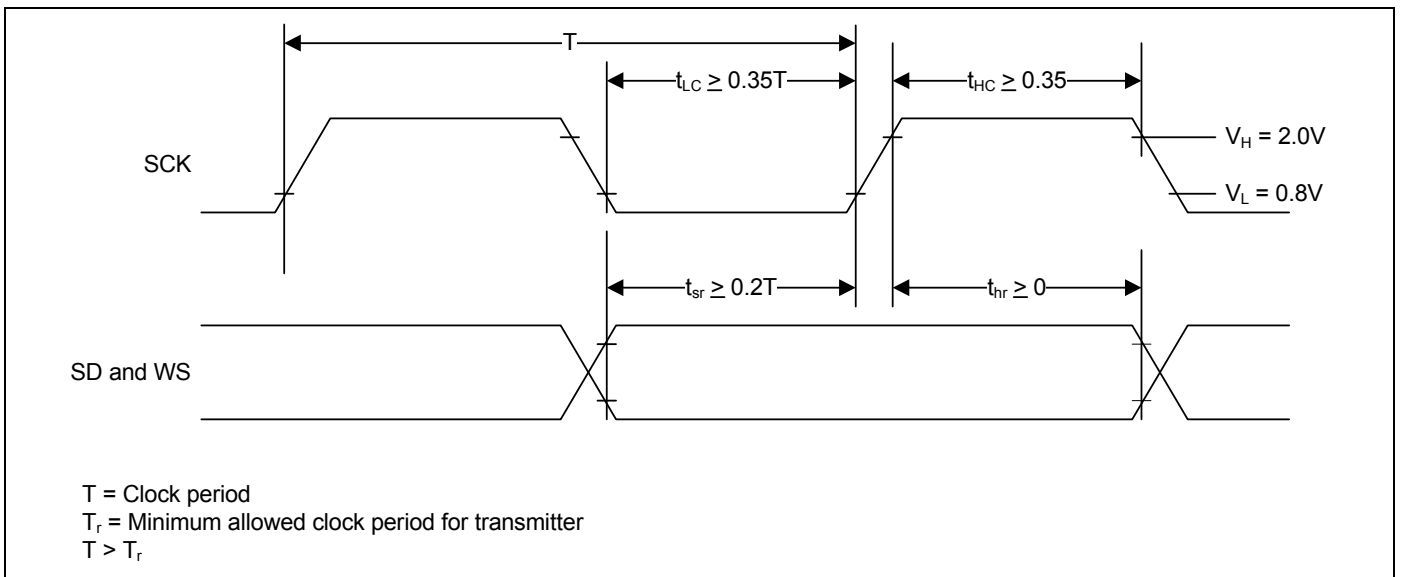 T
t_LC ≥ 0.35T
t_HC ≥ 0.35
SCK
V_H = 2.0V
V_L = 0.8V
t_sr ≥ 0.2T
t_hr ≥ 0
SD and WS
T = Clock period
T_r = Minimum allowed clock period for transmitter
T > T_r